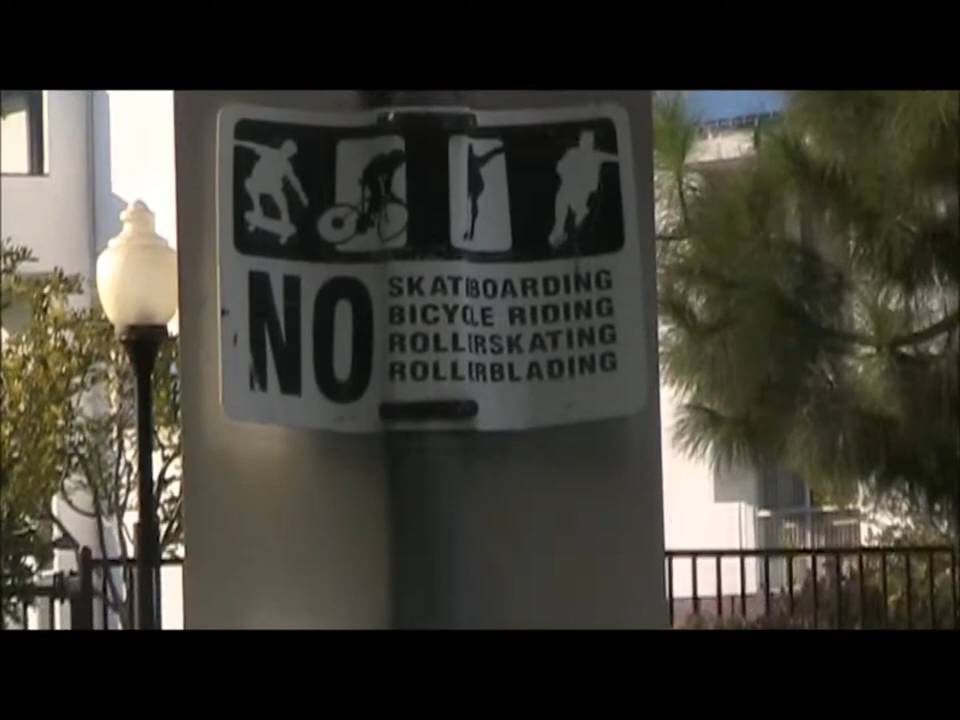 NO
SKATEBOARDING
BICYCLE RIDING
ROLLERSKATING
ROLLERBLADING